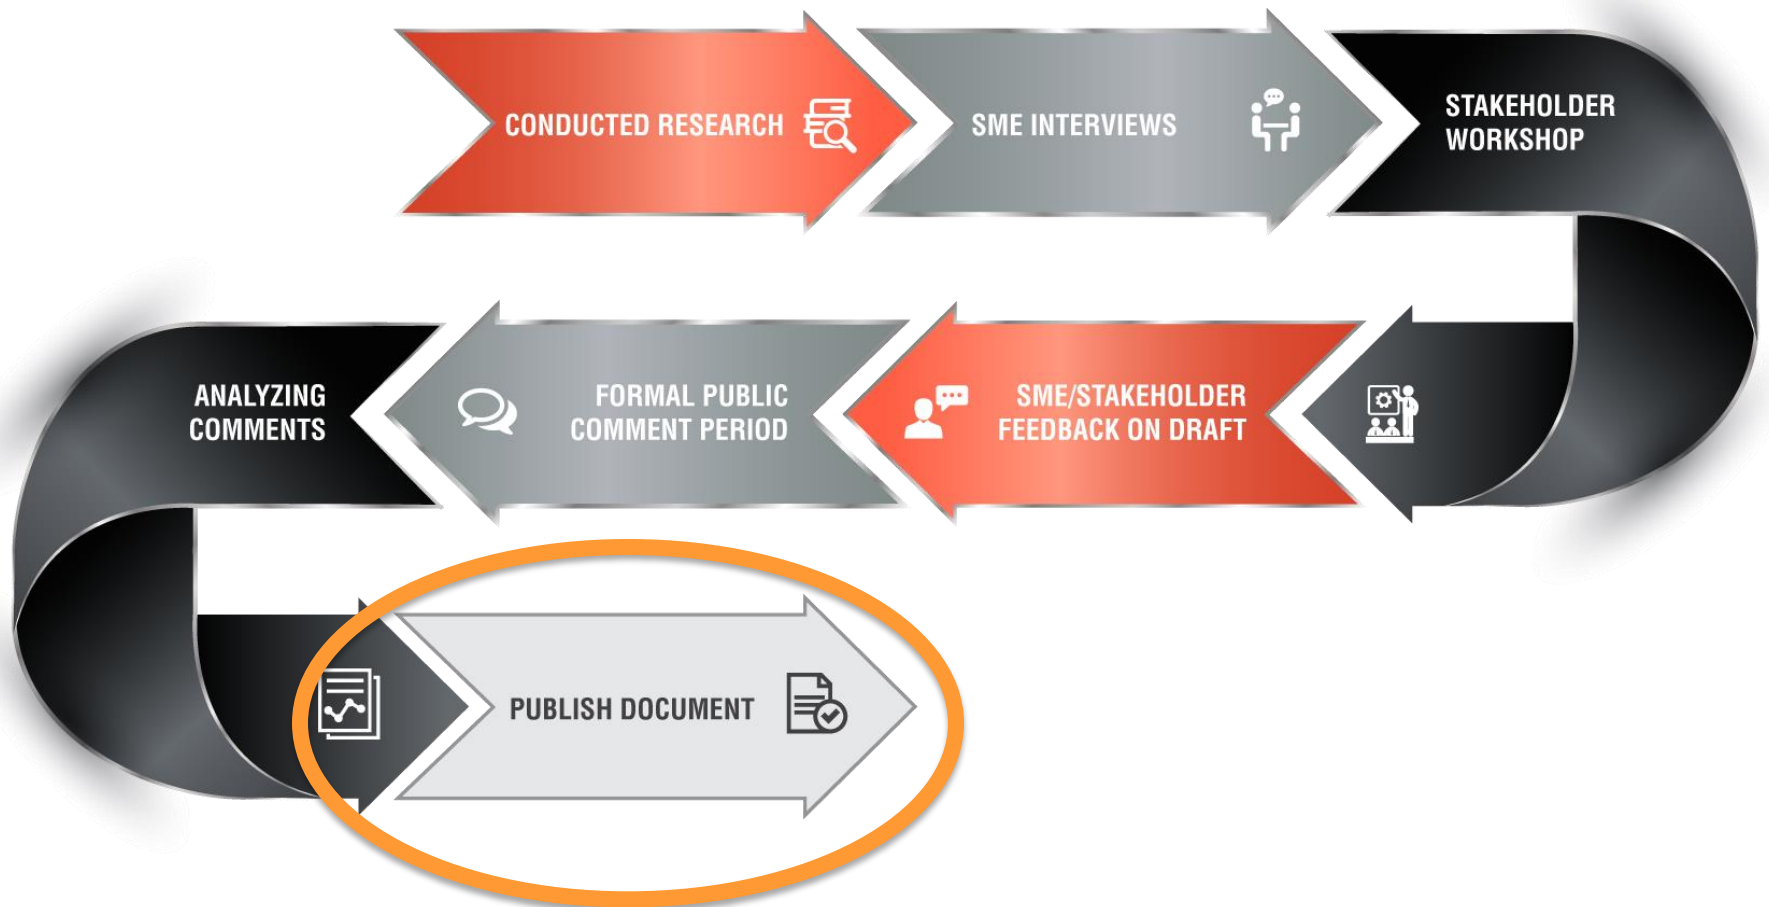 CONDUCTED RESEARCH
SME INTERVIEWS
STAKEHOLDER
WORKSHOP
SME/STAKEHOLDER
FEEDBACK ON DRAFT
FORMAL PUBLIC
COMMENT PERIOD
ANALYZING
COMMENTS
PUBLISH DOCUMENT